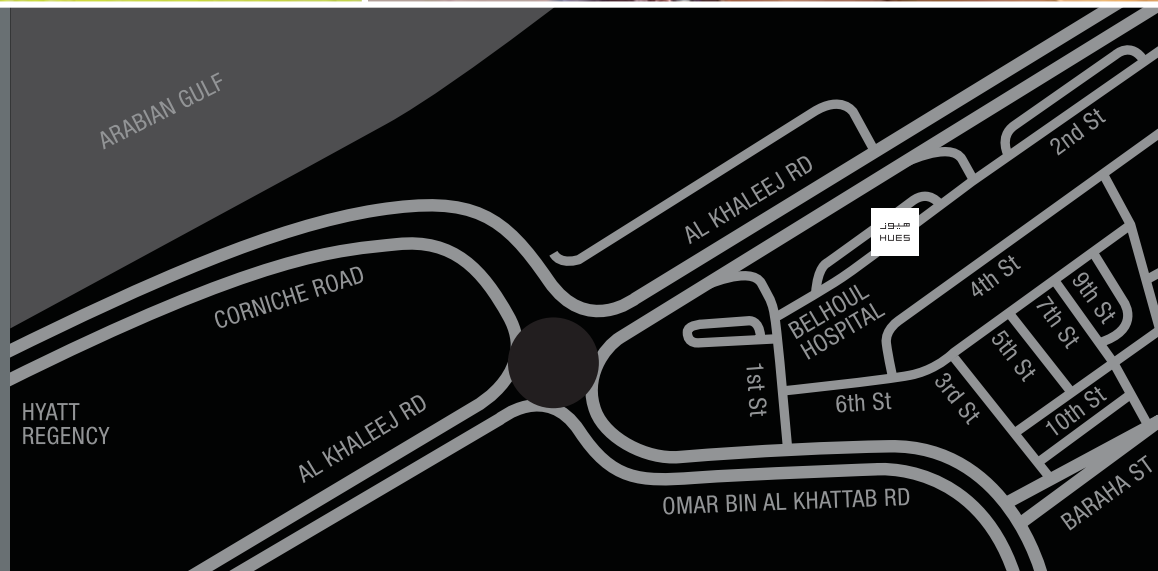 ARABIAN GULF
AL KHALEEJ RD
2nd St
هيوز
HUES
CORNICHE ROAD
BELHOUL
HOSPITAL
4th St
9th St
7th St
5th St
3rd St
1st St
6th St
10th St
HYATT
REGENCY
AL KHALEEJ RD
OMAR BIN AL KHATTAB RD
BARAHA ST